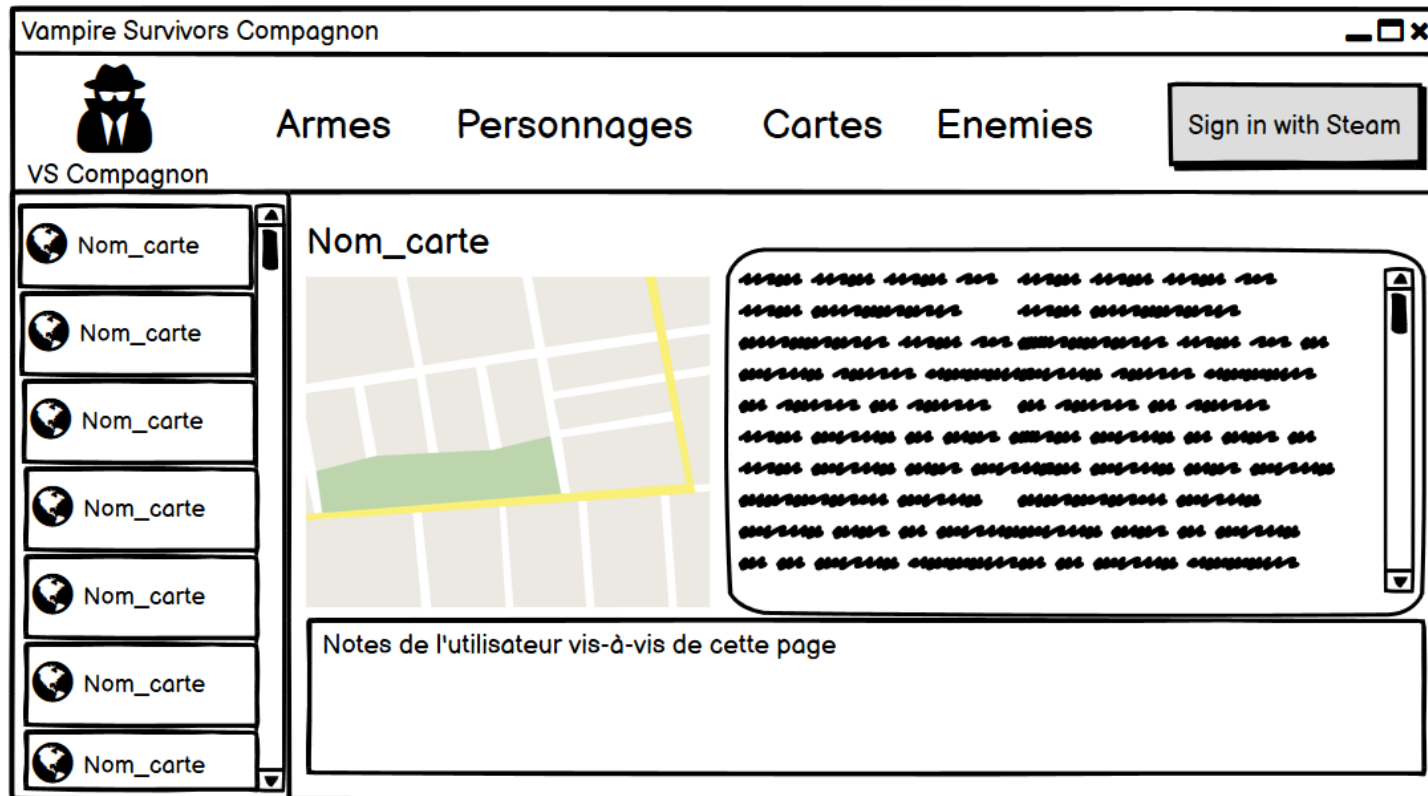 Vampire Survivors Compagnon
VS Compagnon
Armes Personnages Cartes Enemies
Sign in with Steam
Nom_carte
Nom_carte
Nom_carte
Nom_carte
Nom_carte
Nom_carte
Nom_carte
Nom_carte
Notes de l'utilisateur vis-à-vis de cette page